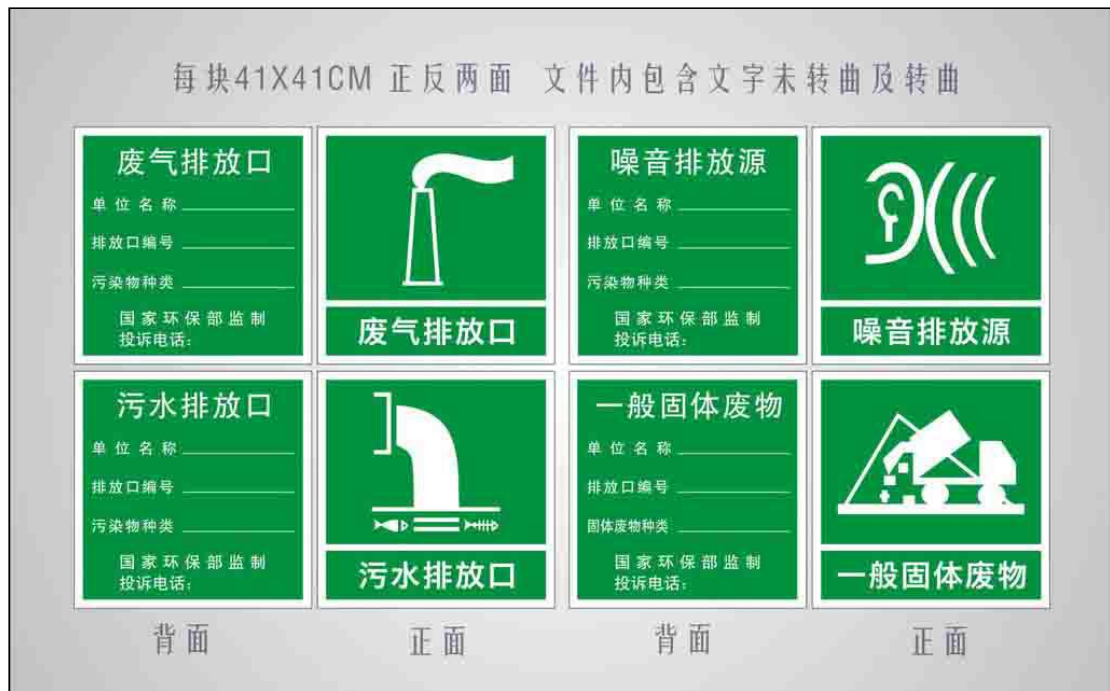 每块41X41CM 正反两面 文件内包含文字未转曲及转曲
废气排放口
单位名称
排放口编号
污染物种类
国家环保部监制
投诉电话:
废气排放口
噪音排放源
单位名称
排放口编号
污染物种类
国家环保部监制
投诉电话:
噪音排放源
污水排放口
单位名称
排放口编号
污染物种类
国家环保部监制
投诉电话:
污水排放口
一般固体废物
单位名称
排放口编号
固体废物种类
国家环保部监制
投诉电话:
一般固体废物
背面
正面
背面
正面